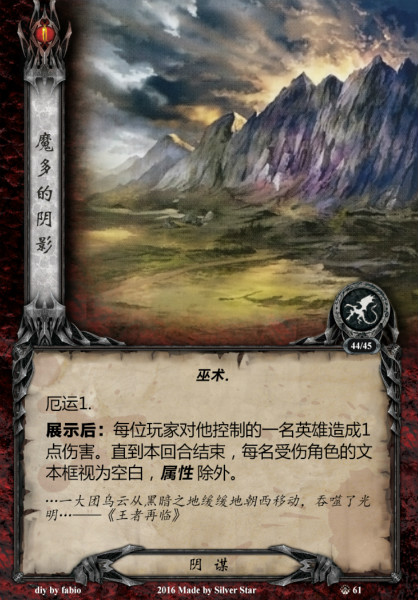 魔多的阴影
44/45
巫术.
厄运1.
展示后：每位玩家对他控制的一名英雄造成1
点伤害。直到本回合结束，每名受伤角色的文
本框视为空白，属性 除外。
…一大团乌云从黑暗之地缓缓地朝西移动，吞噬了光
明…——《王者再临》
阴 谋
diy by fabio
2016 Made by Silver Star
61